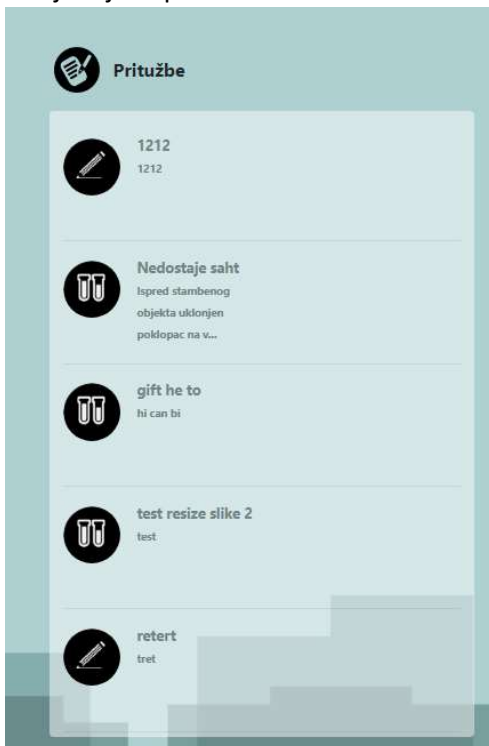 Pritužbe
1212
1212
Nedostaje saht
Ispred stambenog
objekta uklonjen
poklopac na v...
gift he to
hi can bi
test resize slike 2
test
retert
tret